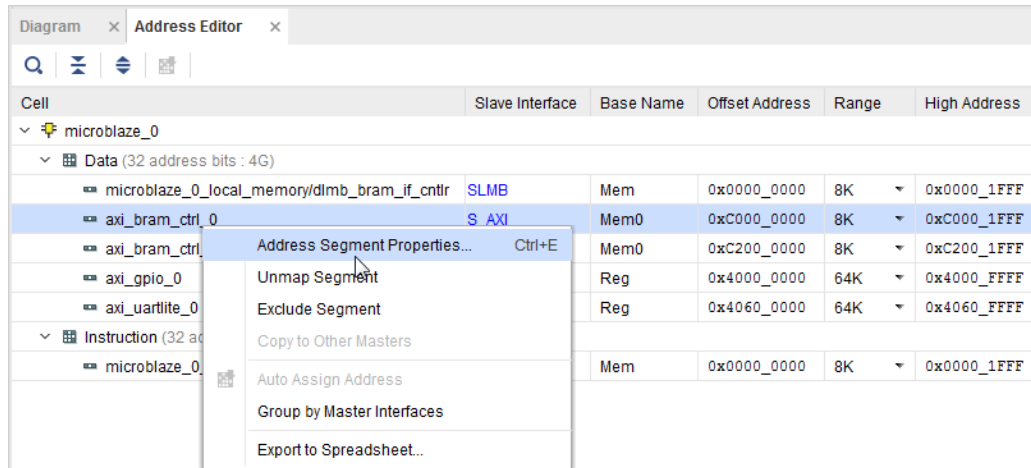 Diagram × Address Editor ×
Cell Slave Interface Base Name Offset Address Range High Address
microblaze_0
Data (32 address bits : 4G)
microblaze_0_local_memory/dlmb_bram_if_cntlr SLMB Mem 0x0000_0000 8K 0x0000_1FFF
axi_bram_ctrl_0 S_AXI Mem0 0xC000_0000 8K 0xC000_1FFF
Address Segment Properties... Ctrl+E
axi_bram_ctrl_ Mem0 0xC200_0000 8K 0xC200_1FFF
Unmap Segment
axi_gpio_0 Reg 0x4000_0000 64K 0x4000_FFFF
Exclude Segment
axi_uartlite_0 Reg 0x4060_0000 64K 0x4060_FFFF
Copy to Other Masters
Instruction (32 ad
microblaze_0_ Mem 0x0000_0000 8K 0x0000_1FFF
Auto Assign Address
Group by Master Interfaces
Export to Spreadsheet...